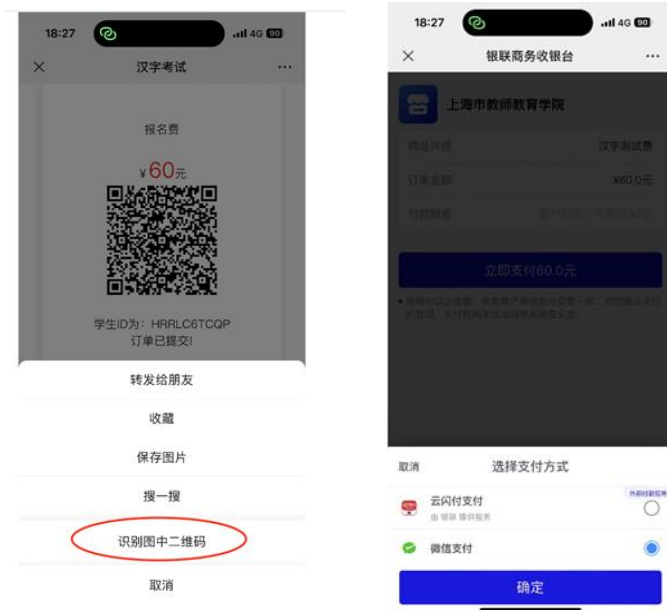 18:27
4G 90
汉字考试
报名费
¥60元
学生ID为：HRRLC6TCQP
订单已提交!
转发给朋友
收藏
保存图片
搜一搜
识别图中二维码
取消
18:27
4G 90
银联商务收银台
上海市教师教育学院
商品详情 汉字测试费
订单金额 ¥60.0元
立即支付60.0元
取消 选择支付方式
云闪付支付
由 银联 提供服务
微信支付
确定